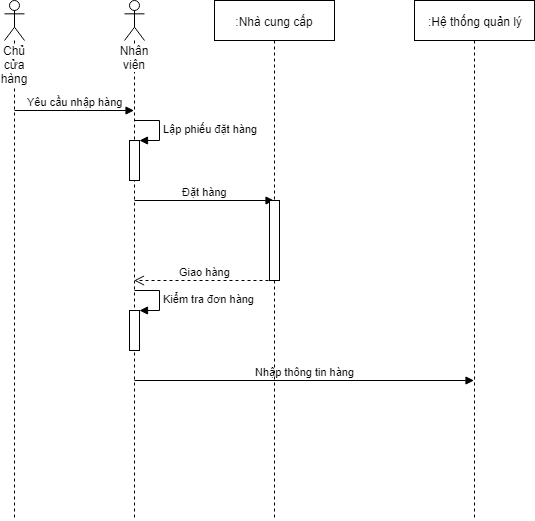 Chủ
cửa
hàng
Nhân
viên
:Nhà cung cấp
:Hệ thống quản lý
Yêu cầu nhập hàng
Lập phiếu đặt hàng
Đặt hàng
Giao hàng
Kiểm tra đơn hàng
Nhập thông tin hàng